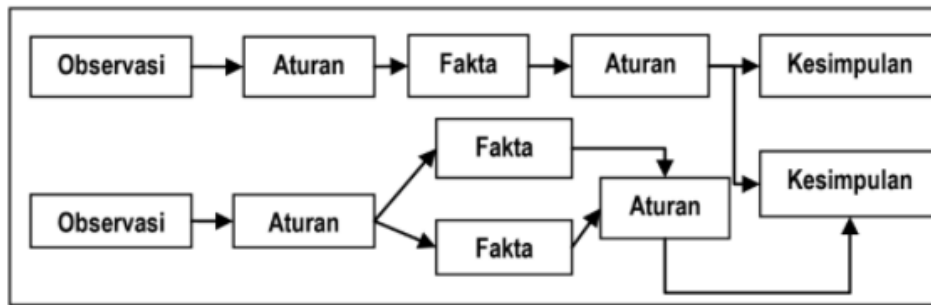 Observasi
Aturan
Fakta
Aturan
Kesimpulan
Fakta
Kesimpulan
Observasi
Aturan
Aturan
Fakta